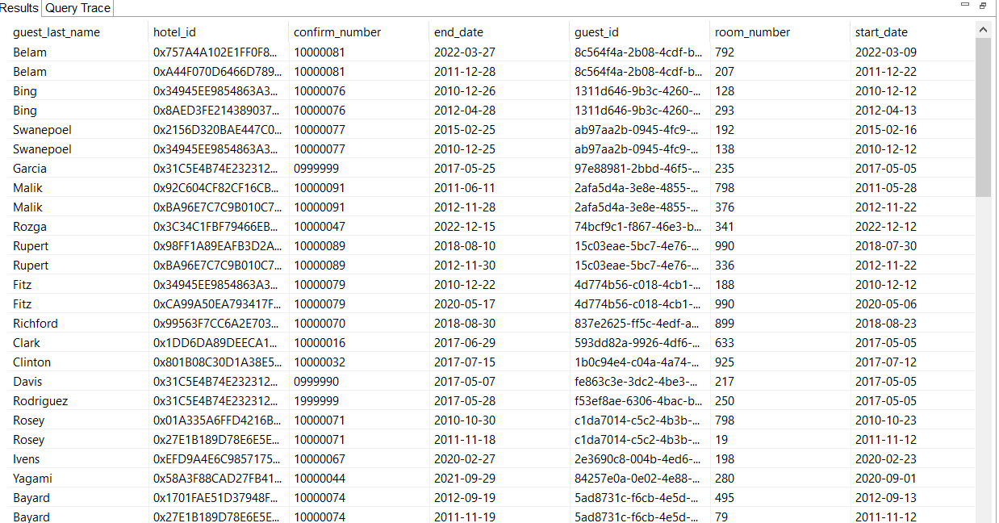 Results Query Trace
guest_last_name hotel_id confirm_number end_date guest_id room_number start_date
Belam 0x757A4A102E1FF0F8... 10000081 2022-03-27 8c564f4a-2b08-4cdf-b... 792 2022-03-09
Belam 0xA44F070D6466D789... 10000081 2011-12-28 8c564f4a-2b08-4cdf-b... 207 2011-12-22
Bing 0x34945EE9854863A3... 10000076 2010-12-26 1311d646-9b3c-4260-... 128 2010-12-12
Bing 0x8AED3FE214389037... 10000076 2012-04-28 1311d646-9b3c-4260-... 293 2012-04-13
Swanepoel 0x2156D320BAE447C0... 10000077 2015-02-25 ab97aa2b-0945-4fc9-... 192 2015-02-16
Swanepoel 0x34945EE9854863A3... 10000077 2010-12-25 ab97aa2b-0945-4fc9-... 138 2010-12-12
Garcia 0x31C5E4B74E232312... 0999999 2017-05-25 97e88981-2bbd-46f5-... 235 2017-05-05
Malik 0x92C604CF82CF16CB... 10000091 2011-06-11 2afa5d4a-3e8e-4855-... 798 2011-05-28
Malik 0xBA96E7C7C9B010C7... 10000091 2012-11-28 2afa5d4a-3e8e-4855-... 376 2012-11-22
Rozga 0x3C34C1FBF79466EB... 10000047 2022-12-15 74bcf9c1-f867-46e3-b... 341 2022-12-12
Rupert 0x98FF1A89EAFB3D2A... 10000089 2018-08-10 15c03eae-5bc7-4e76-... 990 2018-07-30
Rupert 0xBA96E7C7C9B010C7... 10000089 2012-11-30 15c03eae-5bc7-4e76-... 336 2012-11-22
Fitz 0x34945EE9854863A3... 10000079 2010-12-22 4d774b56-c018-4cb1-... 188 2010-12-12
Fitz 0xCA99A50EA793417F... 10000079 2020-05-17 4d774b56-c018-4cb1-... 990 2020-05-06
Richford 0x99563F7CC6A2E703... 10000070 2018-08-30 837e2625-ff5c-4edf-a... 899 2018-08-23
Clark 0x1DD6DA89DEECA1... 10000016 2017-06-29 593dd82a-9926-4df6-... 633 2017-05-05
Clinton 0x801B08C30D1A38E5... 10000032 2017-07-15 1b0c94e4-c04a-4a74-... 925 2017-07-12
Davis 0x31C5E4B74E232312... 0999990 2017-05-07 fe863c3e-3dc2-4be3-... 217 2017-05-05
Rodriguez 0x31C5E4B74E232312... 1999999 2017-05-28 f53ef8ae-6306-4bac-b... 250 2017-05-05
Rosey 0x01A335A6FFD4216B... 10000071 2010-10-30 c1da7014-c5c2-4b3b-... 798 2010-10-23
Rosey 0x27E1B189D78E6E5E... 10000071 2011-11-18 c1da7014-c5c2-4b3b-... 19 2011-11-12
Ivens 0xEFD9A4E6C9857175... 10000067 2020-02-27 2e3690c8-004b-4ed6-... 198 2020-02-23
Yagami 0x58A3F88CAD27FB41... 10000044 2021-09-29 84257e0a-0e02-4e88-... 280 2020-09-01
Bayard 0x1701FAE51D37948F... 10000074 2012-09-19 5ad8731c-f6cb-4e5d-... 495 2012-09-13
Bayard 0x27E1B189D78E6E5E... 10000074 2011-11-19 5ad8731c-f6cb-4e5d-... 79 2011-11-12